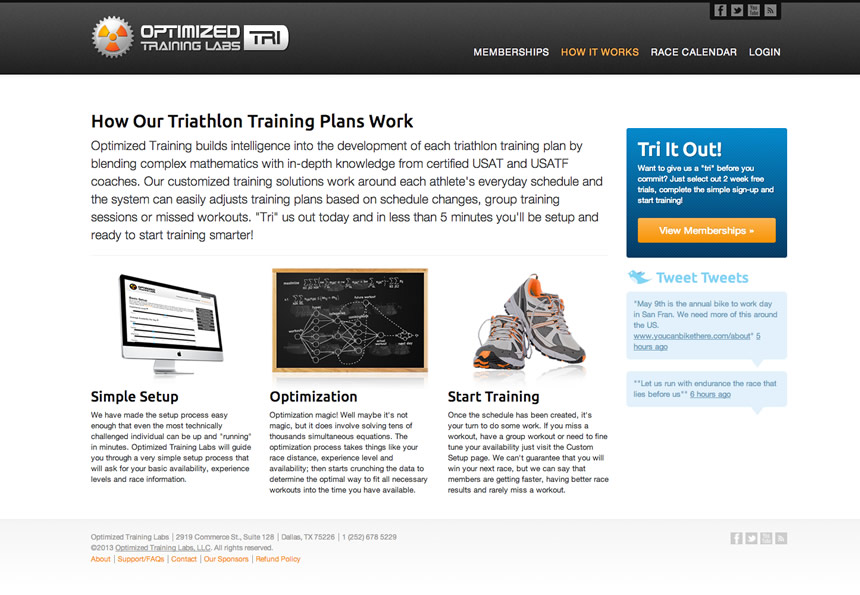 OPTIMIZED
TRAINING LABS TRI
MEMBERSHIPS HOW IT WORKS RACE CALENDAR LOGIN
How Our Triathlon Training Plans Work
Optimized Training builds intelligence into the development of each triathlon training plan by
blending complex mathematics with in-depth knowledge from certified USAT and USATF
coaches. Our customized training solutions work around each athlete's everyday schedule and
the system can easily adjusts training plans based on schedule changes, group training
sessions or missed workouts. "Tri" us out today and in less than 5 minutes you'll be setup and
ready to start training smarter!
Simple Setup
We have made the setup process easy
enough that even the most technically
challenged individual can be up and "running"
in minutes. Optimized Training Labs will guide
you through a very simple setup process that
will ask for your basic availability, experience
levels and race information.
Optimization
Optimization magic! Well maybe it's not
magic, but it does involve solving tens of
thousands simultaneous equations. The
optimization process takes things like your
race distance, experience level and
availability; then starts crunching the data to
determine the optimal way to fit all necessary
workouts into the time you have available.
Start Training
Once the schedule has been created, it's
your turn to do some work. If you miss a
workout, have a group workout or need to fine
tune your availability just visit the Custom
Setup page. We can't guarantee that you will
win your next race, but we can say that
members are getting faster, having better race
results and rarely miss a workout.
Tri It Out!
Want to give us a "tri" before you
commit? Just select out 2 week free
trials, complete the simple sign-up and
start training!
View Memberships »
Tweet Tweets
"May 9th is the annual bike to work day
in San Fran. We need more of this around
the US.
www.youcanbikethere.com/about" 5
hours ago
""Let us run with endurance the race that
lies before us"" 6 hours ago
Optimized Training Labs | 2919 Commerce St., Suite 128 | Dallas, TX 75226 | 1 (252) 678 5229
©2013 Optimized Training Labs, LLC. All rights reserved.
About | Support/FAQs | Contact | Our Sponsors | Refund Policy